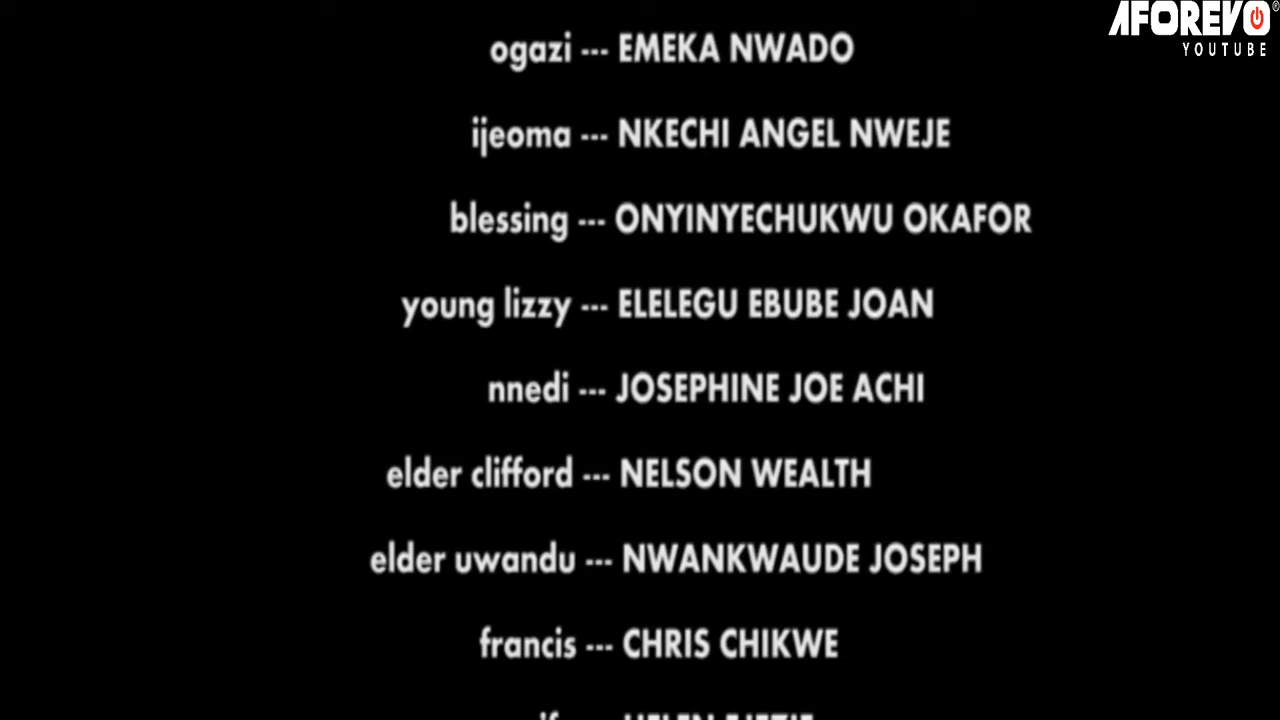 AFOREVO
YOUTUBE
ogazi --- EMEKA NWADO
ijeoma --- NKECHI ANGEL NWEJE
blessing --- ONYINYECHUKWU OKAFOR
young lizzy --- ELELEGU EBUBE JOAN
nnedi --- JOSEPHINE JOE ACHI
elder clifford --- NELSON WEALTH
elder uwandu --- NWANKWAUDE JOSEPH
francis --- CHRIS CHIKWE